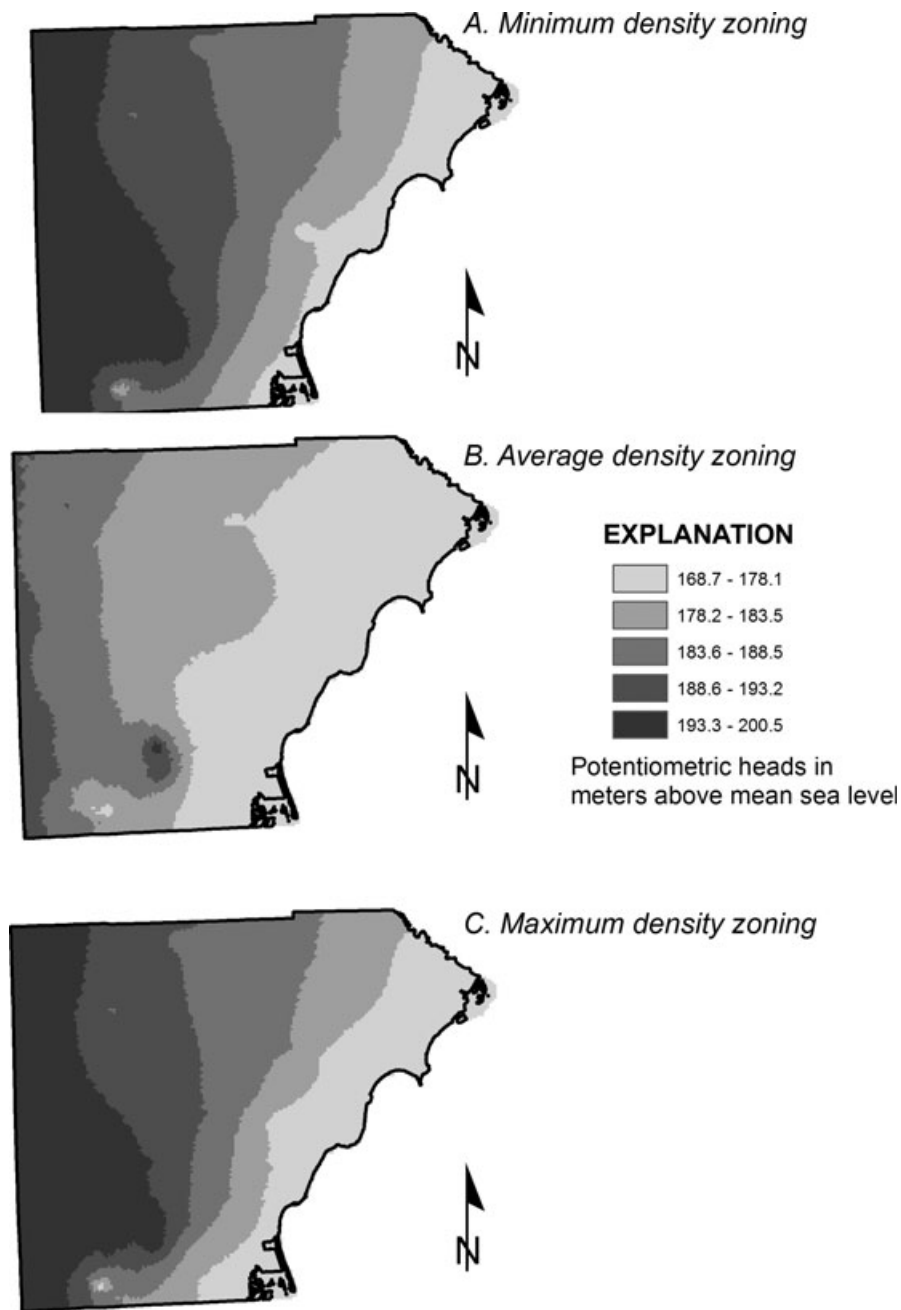 A. Minimum density zoning
N
B. Average density zoning
EXPLANATION
168.7 - 178.1
178.2 - 183.5
183.6 - 188.5
188.6 - 193.2
193.3 - 200.5
Potentiometric heads in
meters above mean sea level
N
C. Maximum density zoning
N